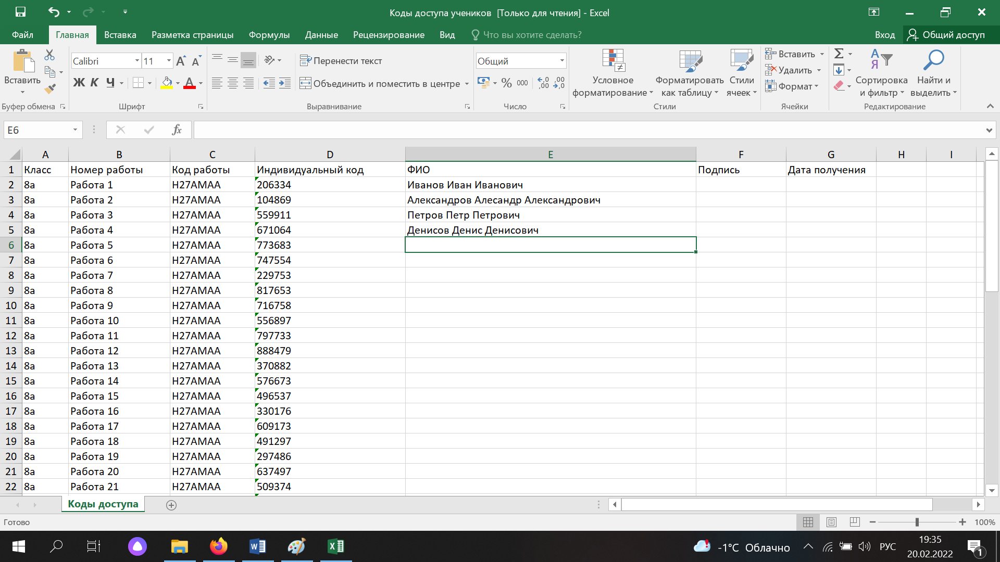 Коды доступа учеников [Только для чтения] - Excel
Файл Главная Вставка Разметка страницы Формулы Данные Рецензирование Вид Что вы хотите сделать? Вход Общий доступ
Вставить
Буфер обмена
Calibri 11
Ж К Ч
Шрифт
Перенести текст
Объединить и поместить в центре
Выравнивание
Общий
% 000 ,0 ,00 ,00 ,0
Число
Условное форматирование
Форматировать как таблицу
Стили ячеек
Стили
Вставить
Удалить
Формат
Ячейки
Сортировка и фильтр
Найти и выделить
Редактирование
E6 fx
A B C D E F G H I
1 Класс Номер работы Код работы Индивидуальный код ФИО Подпись Дата получения
2 8а Работа 1 H27AMAA 206334 Иванов Иван Иванович
3 8а Работа 2 H27AMAA 104869 Александров Алесандр Александрович
4 8а Работа 3 H27AMAA 559911 Петров Петр Петрович
5 8а Работа 4 H27AMAA 671064 Денисов Денис Денисович
6 8а Работа 5 H27AMAA 773683
7 8а Работа 6 H27AMAA 747554
8 8а Работа 7 H27AMAA 229753
9 8а Работа 8 H27AMAA 817653
10 8а Работа 9 H27AMAA 716758
11 8а Работа 10 H27AMAA 556897
12 8а Работа 11 H27AMAA 797733
13 8а Работа 12 H27AMAA 888479
14 8а Работа 13 H27AMAA 370882
15 8а Работа 14 H27AMAA 576673
16 8а Работа 15 H27AMAA 496537
17 8а Работа 16 H27AMAA 330176
18 8а Работа 17 H27AMAA 609173
19 8а Работа 18 H27AMAA 491297
20 8а Работа 19 H27AMAA 297486
21 8а Работа 20 H27AMAA 637497
22 8а Работа 21 H27AMAA 509374
Коды доступа
Готово 100%
-1°C Облачно РУС 19:35
20.02.2022 1